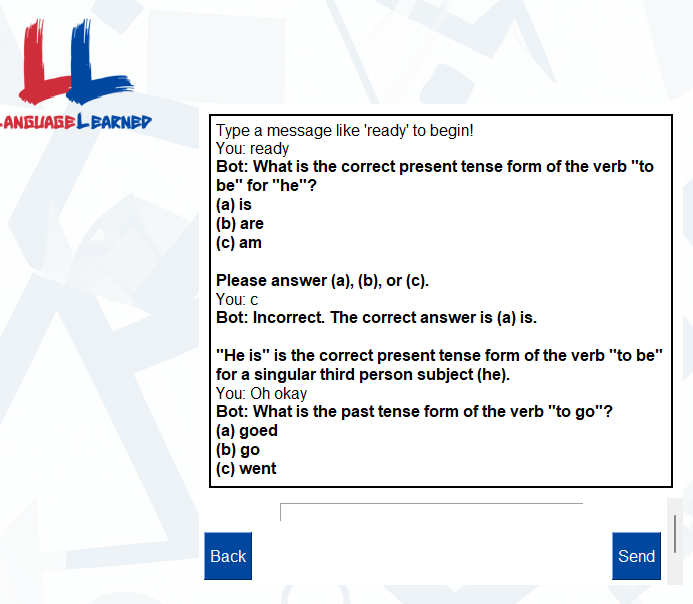 LL
LANGUAGELEARNED
Type a message like 'ready' to begin!
You: ready
Bot: What is the correct present tense form of the verb "to
be" for "he"?
(a) is
(b) are
(c) am
Please answer (a), (b), or (c).
You: c
Bot: Incorrect. The correct answer is (a) is.
"He is" is the correct present tense form of the verb "to be"
for a singular third person subject (he).
You: Oh okay
Bot: What is the past tense form of the verb "to go"?
(a) goed
(b) go
(c) went
Back
Send